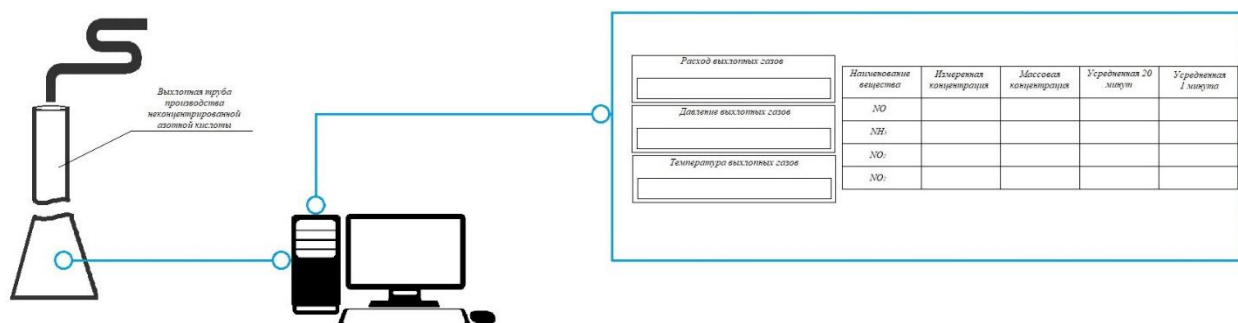 Выхлопная труба
производства
неконцентрированной
азотной кислоты
Расход выхлопных газов
Давление выхлопных газов
Температура выхлопных газов
Наименование вещества
Измеренная концентрация
Массовая концентрация
Усредненная 20 минут
Усредненная 1 минута
NO
NH₃
NO₂
NO₂